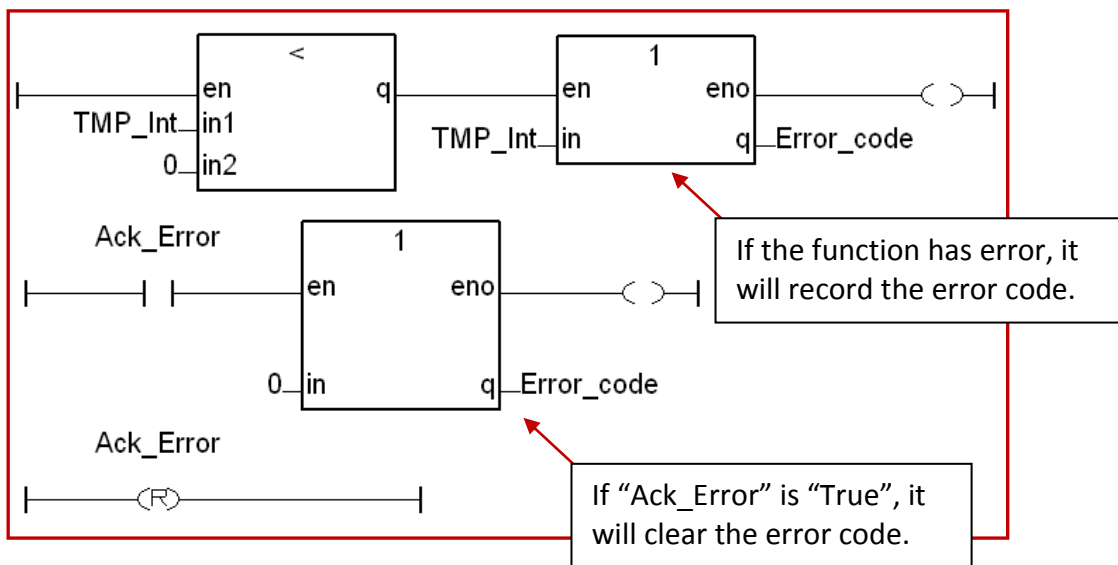 <
en
q
TMP_Int
in1
0
in2
1
en
eno
TMP_Int
in
q
Error_code
If the function has error, it
will record the error code.
Ack_Error
1
en
eno
0
in
q
Error_code
Ack_Error
R
If “Ack_Error” is “True”, it
will clear the error code.